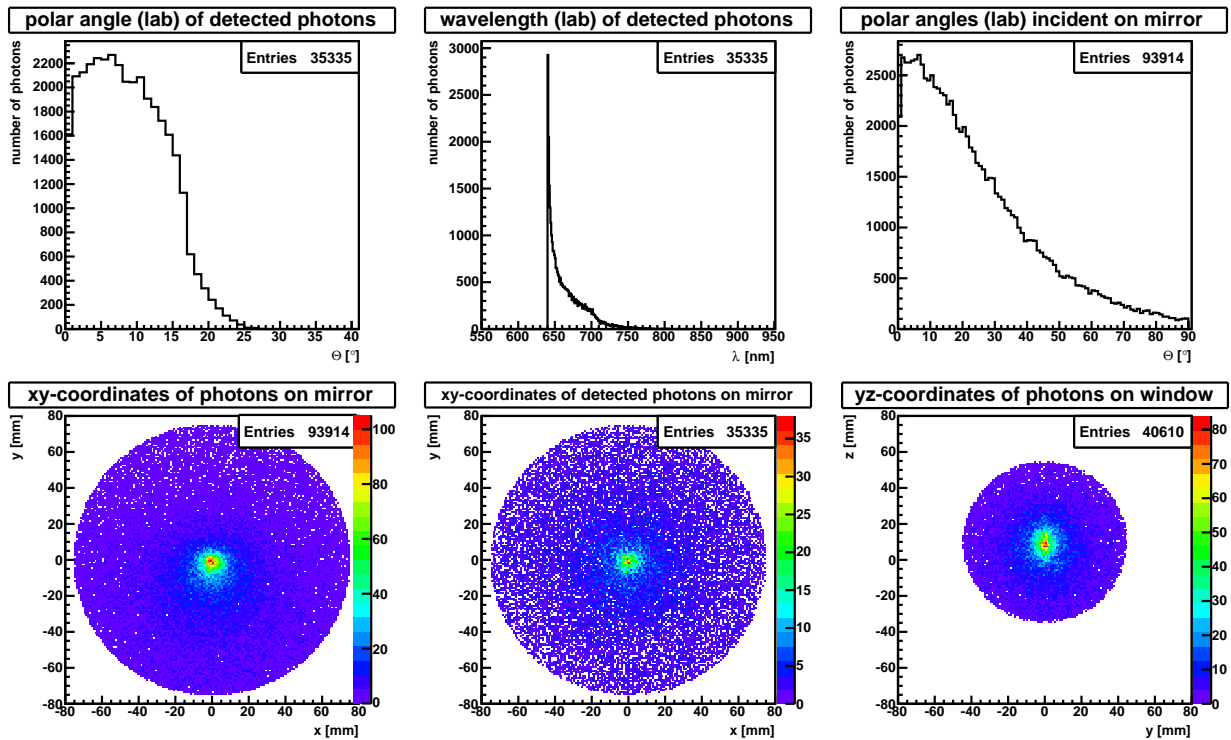 polar angle (lab) of detected photons
number of photons
Entries 35335
2200
2000
1800
1600
1400
1200
1000
800
600
400
200
0
0 5 10 15 20 25 30 35 40
Θ [°]
wavelength (lab) of detected photons
number of photons
Entries 35335
3000
2500
2000
1500
1000
500
0
550 600 650 700 750 800 850 900 950
λ [nm]
polar angles (lab) incident on mirror
number of photons
Entries 93914
2500
2000
1500
1000
500
0
0 10 20 30 40 50 60 70 80 90
Θ [°]
xy-coordinates of photons on mirror
y [mm]
Entries 93914
80
60
40
20
0
-20
-40
-60
-80
-80 -60 -40 -20 0 20 40 60 80
x [mm]
100
80
60
40
20
0
xy-coordinates of detected photons on mirror
y [mm]
Entries 35335
80
60
40
20
0
-20
-40
-60
-80
-80 -60 -40 -20 0 20 40 60 80
x [mm]
35
30
25
20
15
10
5
0
yz-coordinates of photons on window
z [mm]
Entries 40610
80
60
40
20
0
-20
-40
-60
-80
-80 -60 -40 -20 0 20 40 60 80
y [mm]
80
70
60
50
40
30
20
10
0